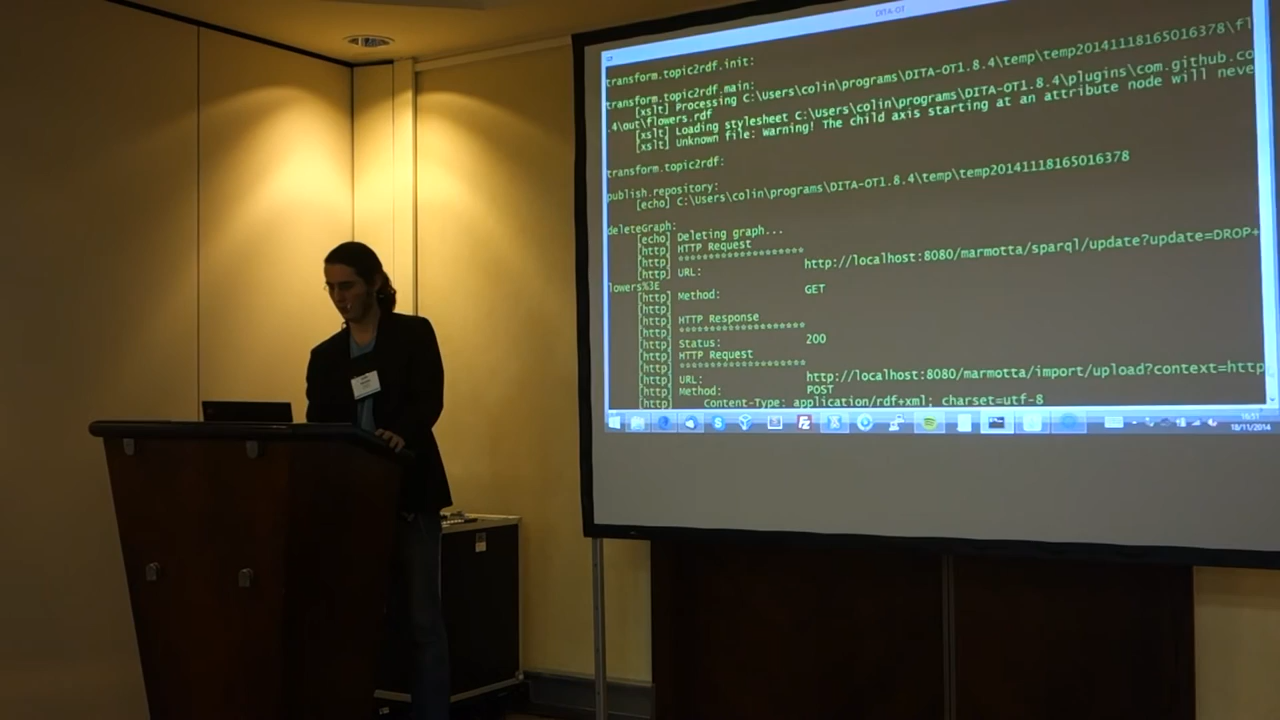 DITA-OT
transform.topic2rdf.init:
transform.topic2rdf.main:
[xslt] Processing C:\Users\colin\programs\DITA-OT1.8.4\temp\temp20141118165016378\fl
.4\out\flowers.rdf
[xslt] Loading stylesheet C:\Users\colin\programs\DITA-OT1.8.4\plugins\com.github.co
[xslt] Unknown file: Warning! The child axis starting at an attribute node will neve
transform.topic2rdf:
publish.repository:
[echo] C:\Users\colin\programs\DITA-OT1.8.4\temp\temp20141118165016378
deleteGraph:
[echo] Deleting graph...
[http] HTTP Request
[http] ********************
[http] URL: http://localhost:8080/marmotta/sparql/update?update=DROP+
lowers%3E
[http] Method: GET
[http]
[http] HTTP Response
[http] ********************
[http] Status: 200
[http] HTTP Request
[http] ********************
[http] URL: http://localhost:8080/marmotta/import/upload?context=http
[http] Method: POST
[http] Content-Type: application/rdf+xml; charset=utf-8
16:51
18/11/2014